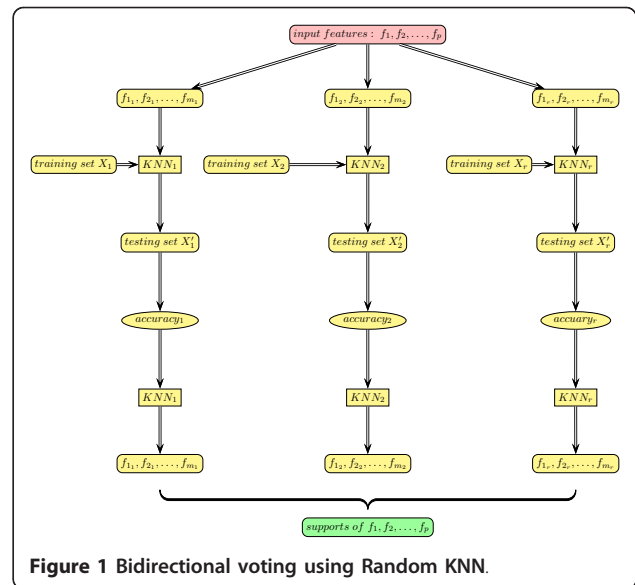 input features : f₁, f₂, . . . , fₚ
f₁₁, f₂₁, . . . , fₘ₁ f₁₂, f₂₂, . . . , fₘ₂ f₁ᵣ, f₂ᵣ, . . . , fₘᵣ
training set X₁ KNN₁ training set X₂ KNN₂ training set Xᵣ KNNᵣ
testing set X′₁ testing set X′₂ testing set X′ᵣ
accuracy₁ accuracy₂ accuaryᵣ
KNN₁ KNN₂ KNNᵣ
f₁₁, f₂₁, . . . , fₘ₁ f₁₂, f₂₂, . . . , fₘ₂ f₁ᵣ, f₂ᵣ, . . . , fₘᵣ
supports of f₁, f₂, . . . , fₚ
Figure 1 Bidirectional voting using Random KNN.